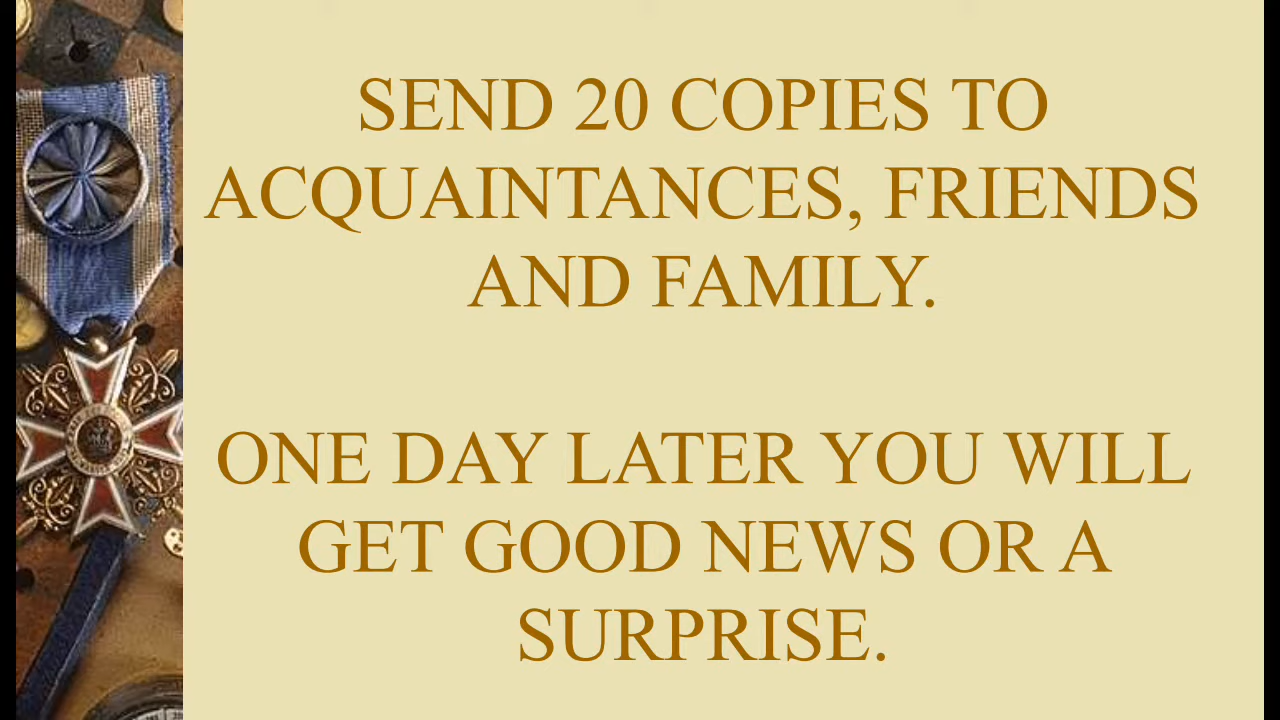 SEND 20 COPIES TO
ACQUAINTANCES, FRIENDS
AND FAMILY.
ONE DAY LATER YOU WILL
GET GOOD NEWS OR A
SURPRISE.